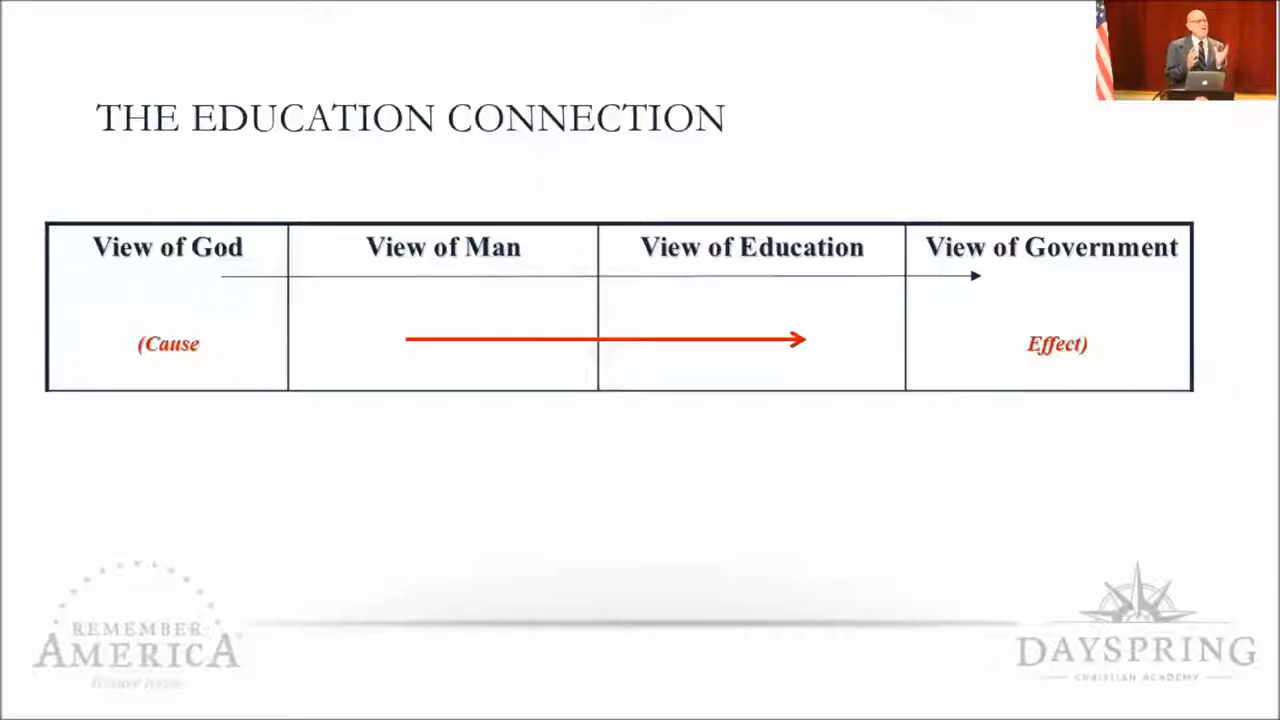 THE EDUCATION CONNECTION
View of God
View of Man
View of Education
View of Government
(Cause
Effect)
REMEMBER
AMERICA
DAYSPRING
CHRISTIAN ACADEMY